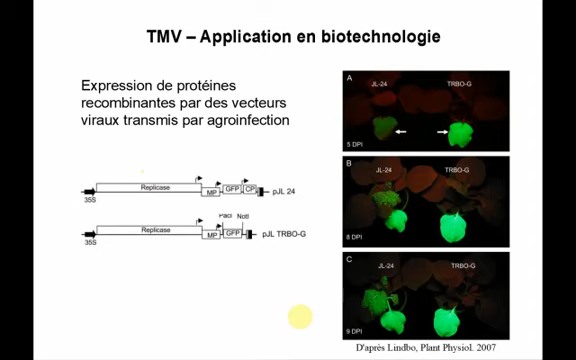 TMV – Application en biotechnologie
Expression de protéines
recombinantes par des vecteurs
viraux transmis par agroinfection
Replicase
MP
GFP
CP
pJL 24
35S
PacI
NotI
Replicase
MP
GFP
pJL TRBO-G
35S
A
JL-24
TRBO-G
5 DPI
B
JL-24
TRBO-G
8 DPI
C
JL-24
TRBO-G
9 DPI
D'après Lindbo, Plant Physiol. 2007